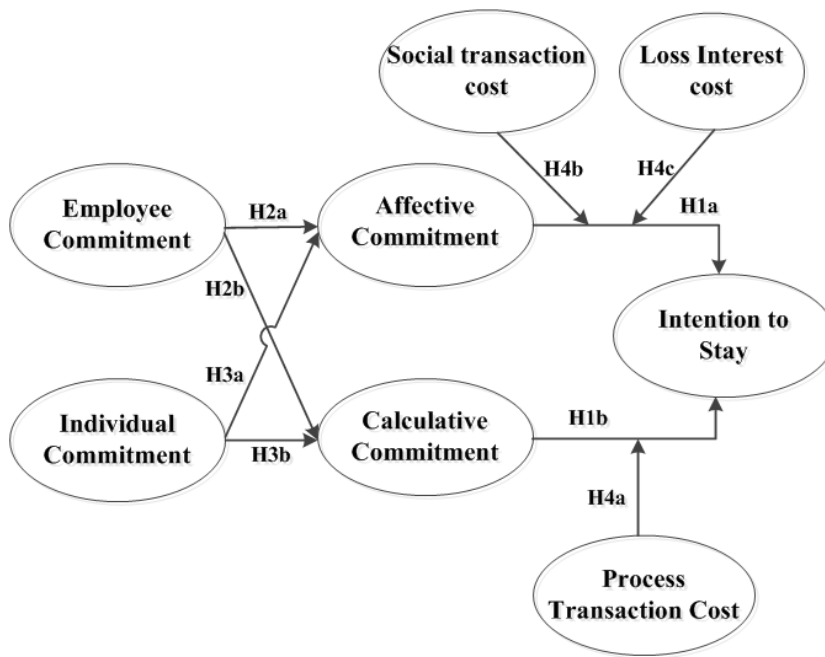 Social transaction
cost
Loss Interest
cost
H4b
H4c
H1a
Employee
Commitment
H2a
Affective
Commitment
H2b
Intention to
Stay
H3a
Individual
Commitment
H3b
Calculative
Commitment
H1b
H4a
Process
Transaction Cost